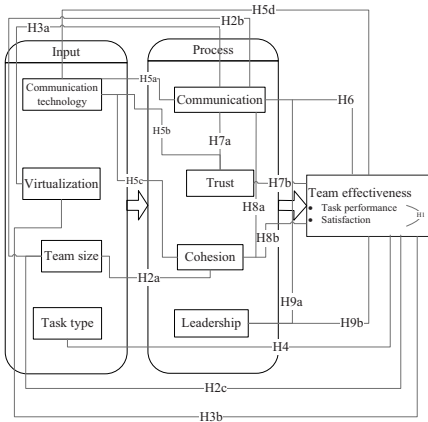 H5d
H2b
H3a
Input
Process
H5a
Communication
technology
Communication
H6
H5b
H7a
Virtualization
H5c
Trust
H7b
Team effectiveness
• Task performance
• Satisfaction
H1
H8a
Team size
Cohesion
H8b
H2a
H9a
Task type
Leadership
H9b
H4
H2c
H3b